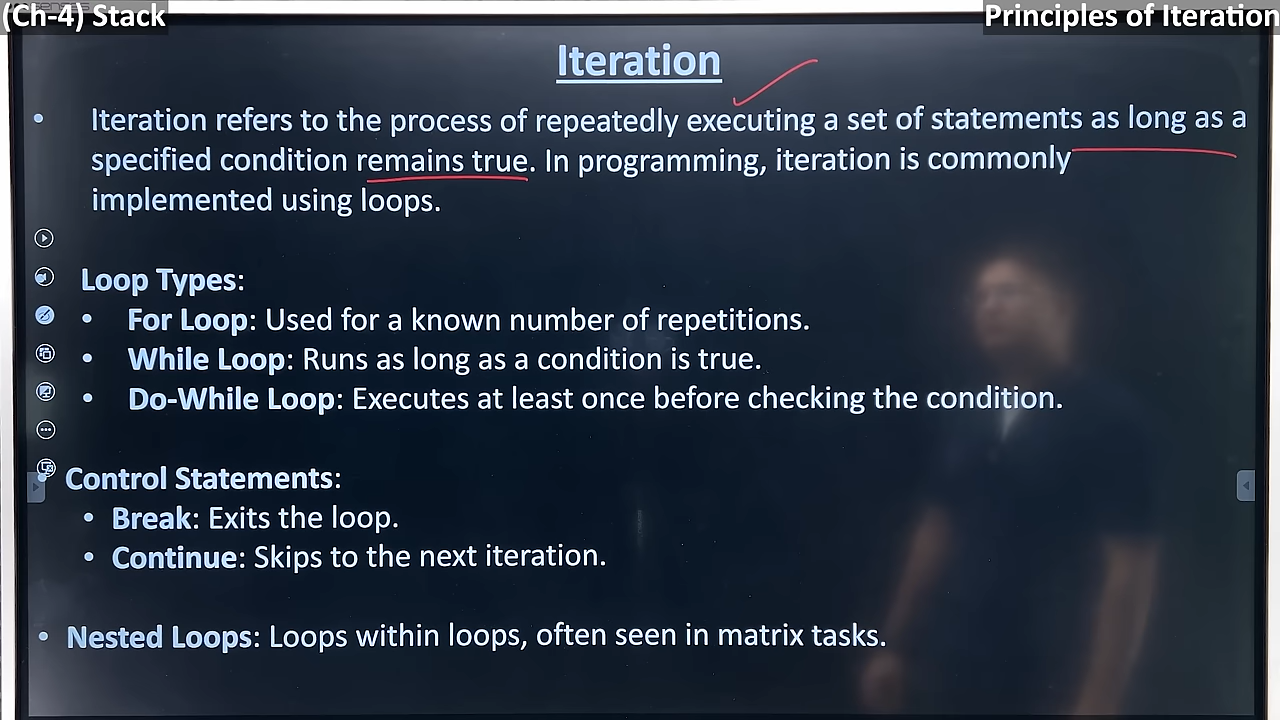 (Ch-4) Stack
Principles of Iteration
Iteration
• Iteration refers to the process of repeatedly executing a set of statements as long as a
specified condition remains true. In programming, iteration is commonly
implemented using loops.
Loop Types:
• For Loop: Used for a known number of repetitions.
• While Loop: Runs as long as a condition is true.
• Do-While Loop: Executes at least once before checking the condition.
• Control Statements:
• Break: Exits the loop.
• Continue: Skips to the next iteration.
• Nested Loops: Loops within loops, often seen in matrix tasks.